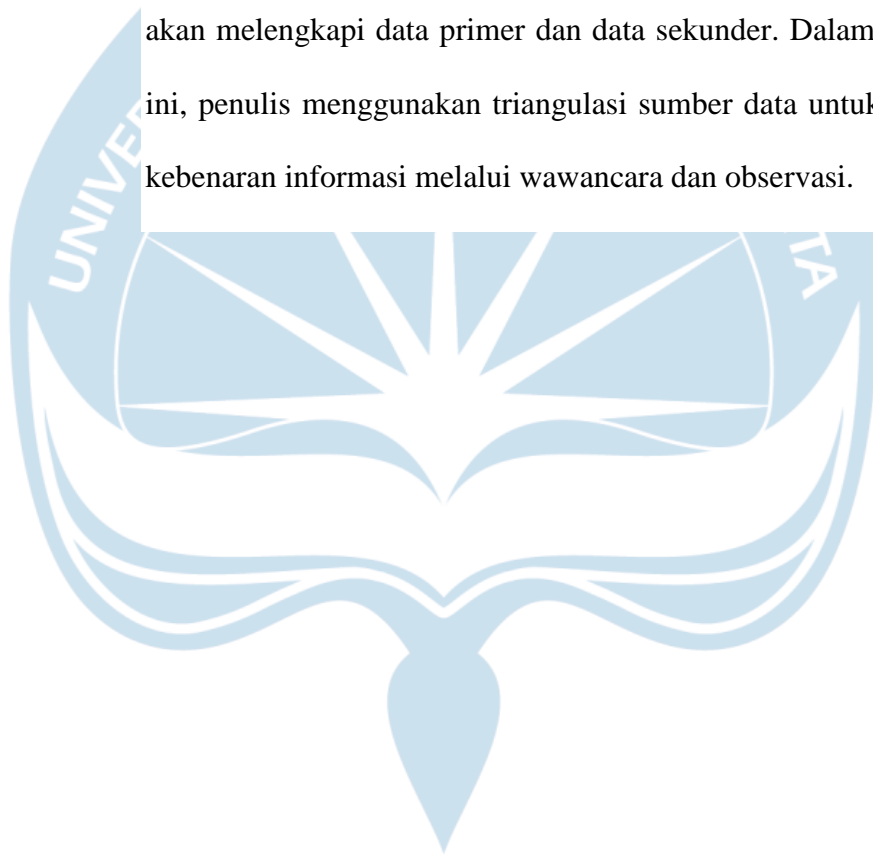 akan melengkapi data primer dan data sekunder. Dalam
ini, penulis menggunakan triangulasi sumber data untuk
kebenaran informasi melalui wawancara dan observasi.